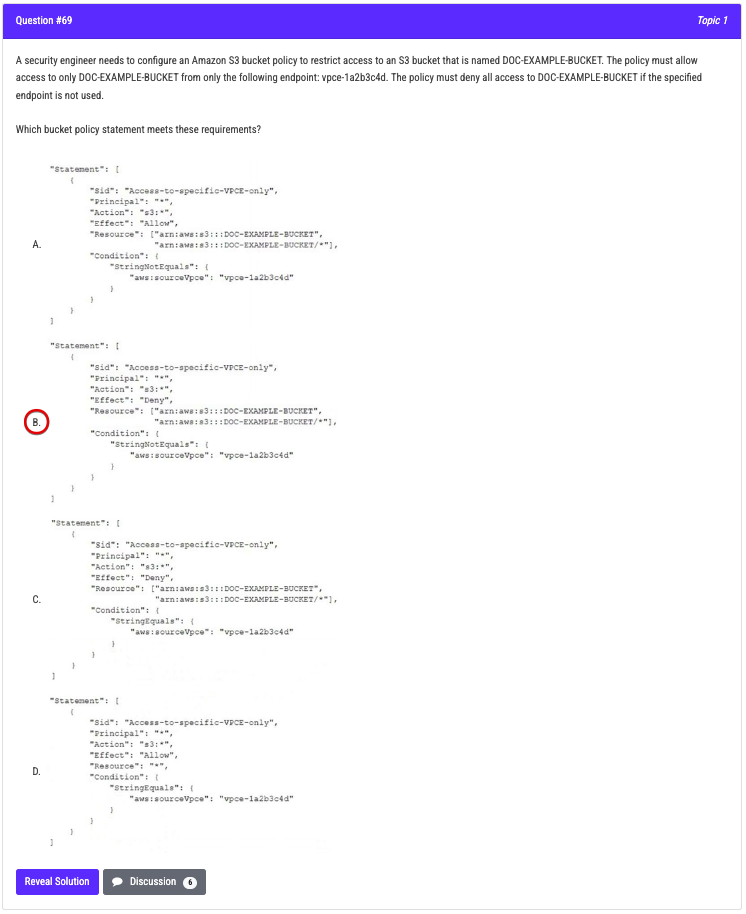 Question #69
Topic 1
A security engineer needs to configure an Amazon S3 bucket policy to restrict access to an S3 bucket that is named DOC-EXAMPLE-BUCKET. The policy must allow
access to only DOC-EXAMPLE-BUCKET from only the following endpoint: vpce-1a2b3c4d. The policy must deny all access to DOC-EXAMPLE-BUCKET if the specified
endpoint is not used.
Which bucket policy statement meets these requirements?
A.
"Statement": [
{
"Sid": "Access-to-specific-VPCE-only",
"Principal": "*",
"Action": "s3:*",
"Effect": "Allow",
"Resource": ["arn:aws:s3:::DOC-EXAMPLE-BUCKET",
"arn:aws:s3:::DOC-EXAMPLE-BUCKET/*"],
"Condition": {
"StringNotEquals": {
"aws:sourceVpce": "vpce-1a2b3c4d"
}
}
}
]
B.
"Statement": [
{
"Sid": "Access-to-specific-VPCE-only",
"Principal": "*",
"Action": "s3:*",
"Effect": "Deny",
"Resource": ["arn:aws:s3:::DOC-EXAMPLE-BUCKET",
"arn:aws:s3:::DOC-EXAMPLE-BUCKET/*"],
"Condition": {
"StringNotEquals": {
"aws:sourceVpce": "vpce-1a2b3c4d"
}
}
}
]
C.
"Statement": [
{
"Sid": "Access-to-specific-VPCE-only",
"Principal": "*",
"Action": "s3:*",
"Effect": "Deny",
"Resource": ["arn:aws:s3:::DOC-EXAMPLE-BUCKET",
"arn:aws:s3:::DOC-EXAMPLE-BUCKET/*"],
"Condition": {
"StringEquals": {
"aws:sourceVpce": "vpce-1a2b3c4d"
}
}
}
]
D.
"Statement": [
{
"Sid": "Access-to-specific-VPCE-only",
"Principal": "*",
"Action": "s3:*",
"Effect": "Allow",
"Resource": "*",
"Condition": {
"StringEquals": {
"aws:sourceVpce": "vpce-1a2b3c4d"
}
}
}
]
Reveal Solution
Discussion 6